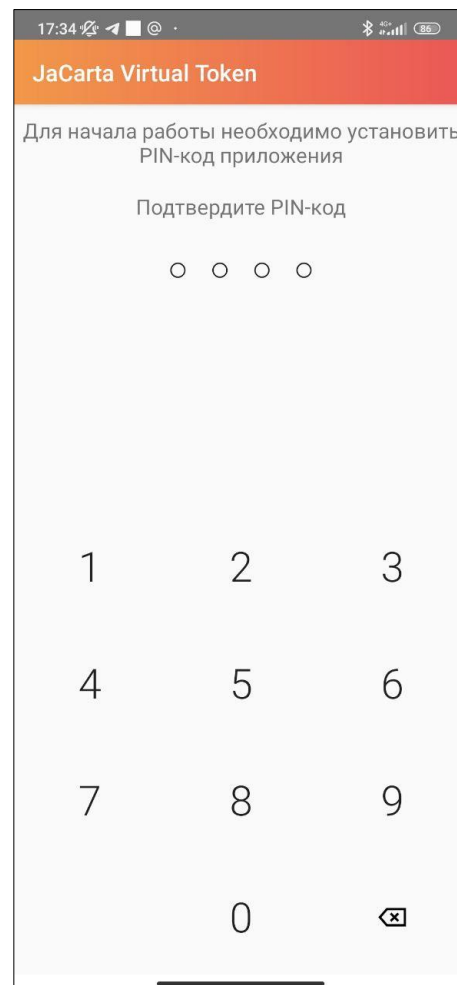 17:34 @ · 4G+ 86
JaCarta Virtual Token
Для начала работы необходимо установить
PIN-код приложения
Подтвердите PIN-код
1 2 3
4 5 6
7 8 9
0